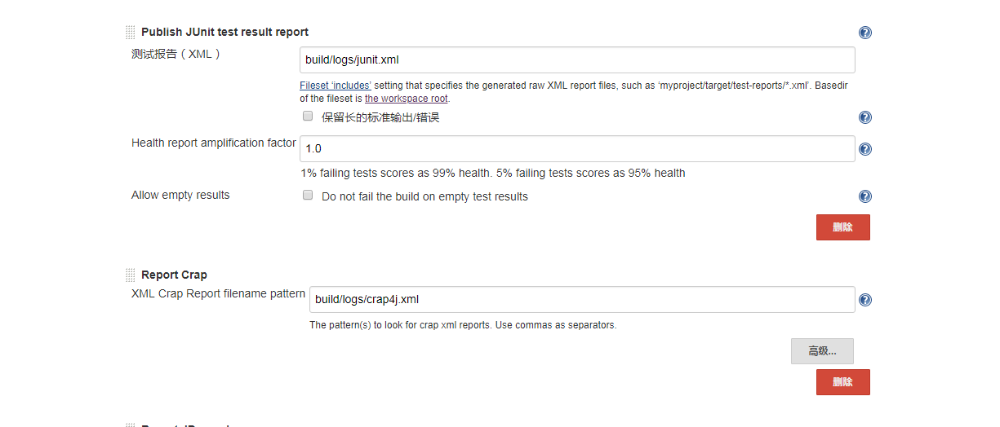 Publish JUnit test result report
测试报告（XML）
build/logs/junit.xml
Fileset ‘includes’ setting that specifies the generated raw XML report files, such as ‘myproject/target/test-reports/*.xml’. Basedir
of the fileset is the workspace root.
保留长的标准输出/错误
Health report amplification factor
1.0
1% failing tests scores as 99% health. 5% failing tests scores as 95% health
Allow empty results
Do not fail the build on empty test results
删除
Report Crap
XML Crap Report filename pattern
build/logs/crap4j.xml
The pattern(s) to look for crap xml reports. Use commas as separators.
高级...
删除